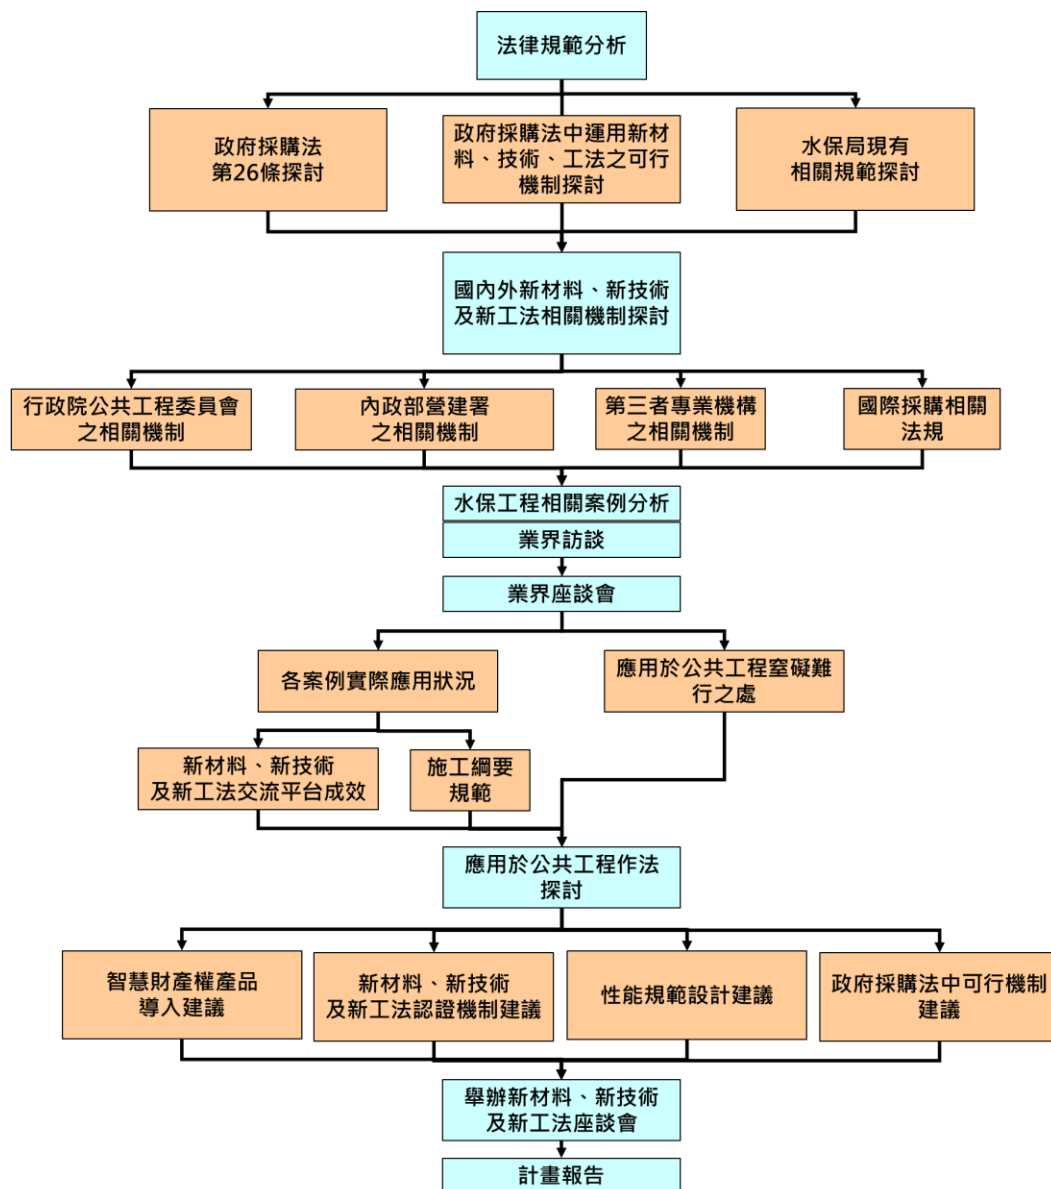 法律規範分析
政府採購法
第26條探討
政府採購法中運用新材
料、技術、工法之可行
機制探討
水保局現有
相關規範探討
國內外新材料、新技術
及新工法相關機制探討
行政院公共工程委員會
之相關機制
內政部營建署
之相關機制
第三者專業機構
之相關機制
國際採購相關
法規
水保工程相關案例分析
業界訪談
業界座談會
各案例實際應用狀況
應用於公共工程窒礙難
行之處
新材料、新技術
及新工法交流平台成效
施工綱要
規範
應用於公共工程作法
探討
智慧財產權產品
導入建議
新材料、新技術
及新工法認證機制建議
性能規範設計建議
政府採購法中可行機制
建議
舉辦新材料、新技術
及新工法座談會
計畫報告